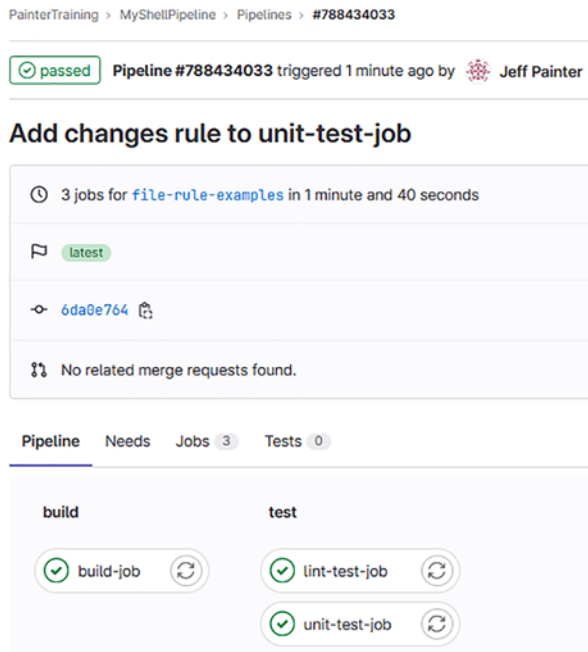 PainterTraining > MyShellPipeline > Pipelines > #788434033
passed Pipeline #788434033 triggered 1 minute ago by Jeff Painter
Add changes rule to unit-test-job
3 jobs for file-rule-examples in 1 minute and 40 seconds
latest
6da0e764
No related merge requests found.
Pipeline Needs Jobs 3 Tests 0
build test
build-job lint-test-job
unit-test-job